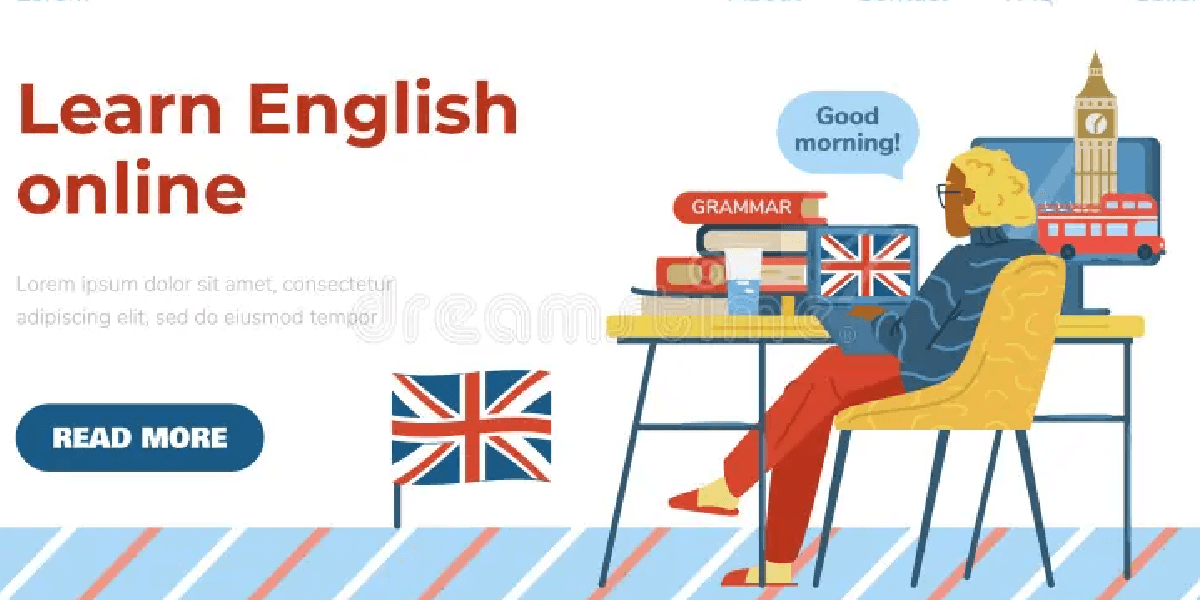 Learn English
online
Lorem ipsum dolor sit amet, consectetur
adipiscing elit, sed do eiusmod tempor
READ MORE
Good
morning!
GRAMMAR
dreamstime.